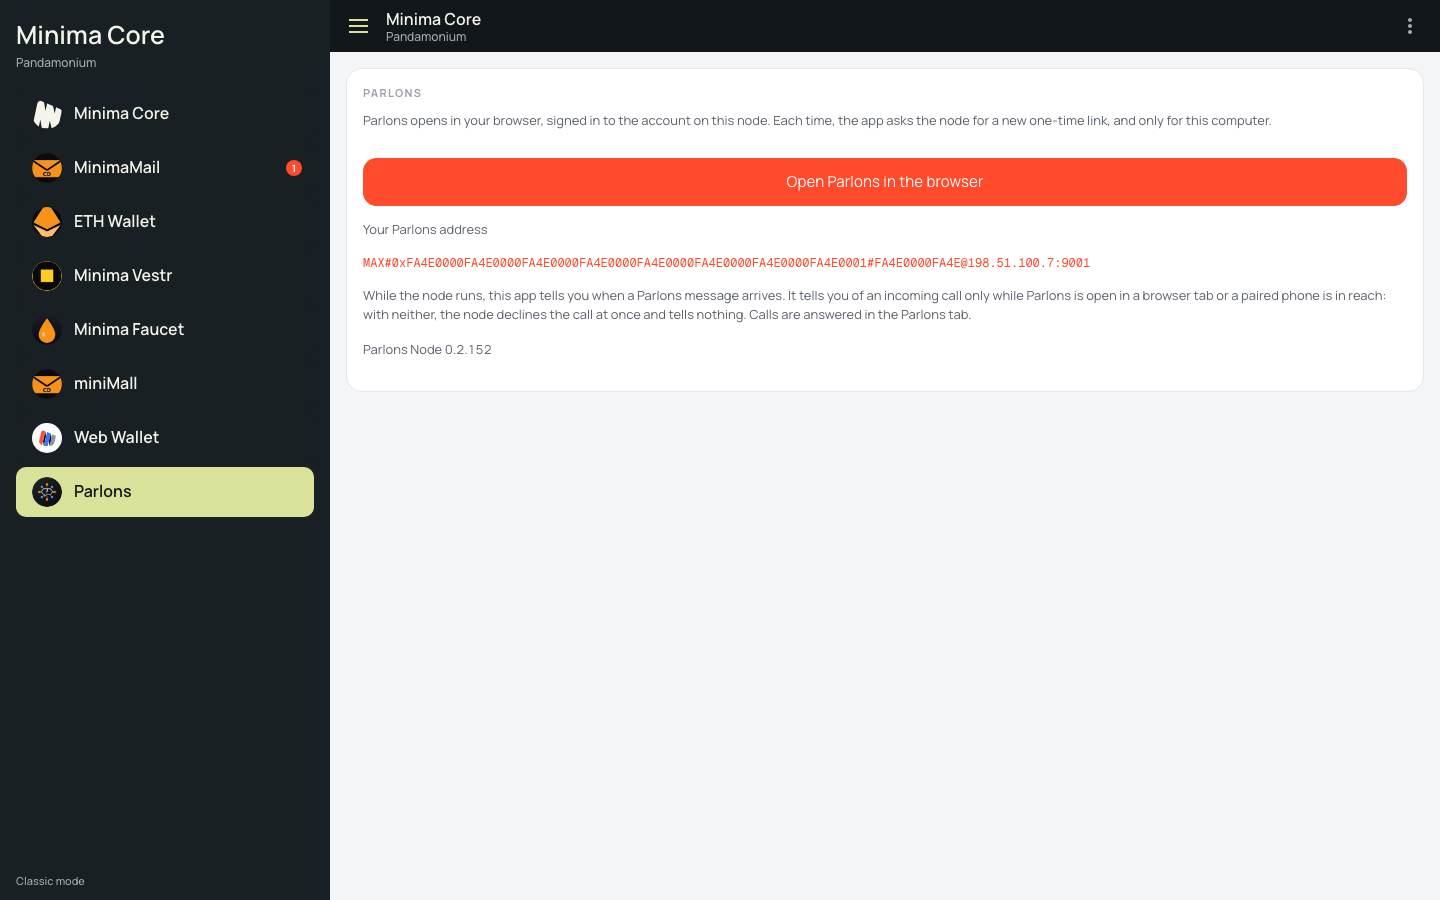 Minima Core
Pandamonium
Minima Core
MinimaMail
1
ETH Wallet
Minima Vestr
Minima Faucet
miniMall
Web Wallet
Parlons
Classic mode
Minima Core
Pandamonium
PARLONS
Parlons opens in your browser, signed in to the account on this node. Each time, the app asks the node for a new one-time link, and only for this computer.
Open Parlons in the browser
Your Parlons address
MAX#0xFA4E0000FA4E0000FA4E0000FA4E0000FA4E0000FA4E0000FA4E0000FA4E0001#FA4E0000FA4E@198.51.100.7:9001
While the node runs, this app tells you when a Parlons message arrives. It tells you of an incoming call only while Parlons is open in a browser tab or a paired phone is in reach:
with neither, the node declines the call at once and tells nothing. Calls are answered in the Parlons tab.
Parlons Node 0.2.152